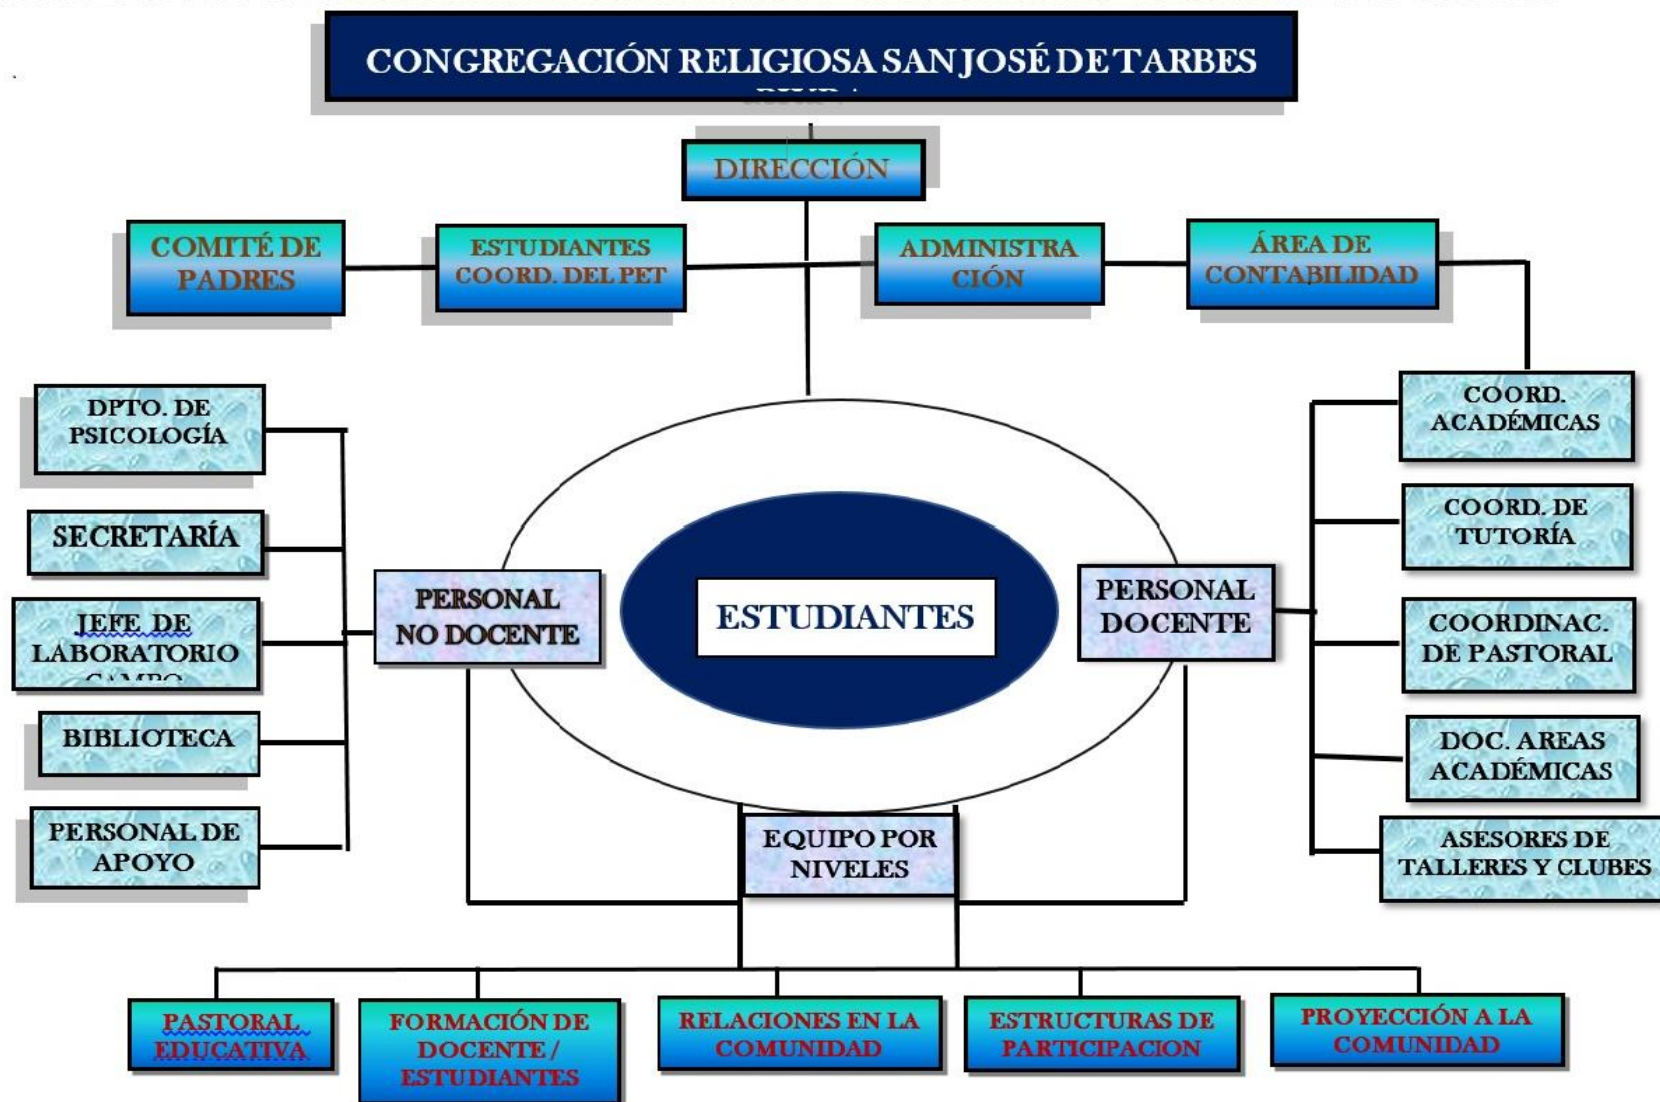 CONGREGACIÓN RELIGIOSA SAN JOSÉ DE TARBES
DIRECCIÓN
COMITÉ DE
PADRES
ESTUDIANTES
COORD. DEL PET
ADMINISTRA
CIÓN
ÁREA DE
CONTABILIDAD
DPTO. DE
PSICOLOGÍA
SECRETARÍA
JEFE DE
LABORATORIO
CAMPO
BIBLIOTECA
PERSONAL DE
APOYO
PERSONAL
NO DOCENTE
ESTUDIANTES
PERSONAL
DOCENTE
COORD.
ACADÉMICAS
COORD. DE
TUTORÍA
COORDINAC.
DE PASTORAL
DOC. AREAS
ACADÉMICAS
ASESORES DE
TALLERES Y CLUBES
EQUIPO POR
NIVELES
PASTORAL
EDUCATIVA
FORMACIÓN DE
DOCENTE /
ESTUDIANTES
RELACIONES EN LA
COMUNIDAD
ESTRUCTURAS DE
PARTICIPACION
PROYECCIÓN A LA
COMUNIDAD